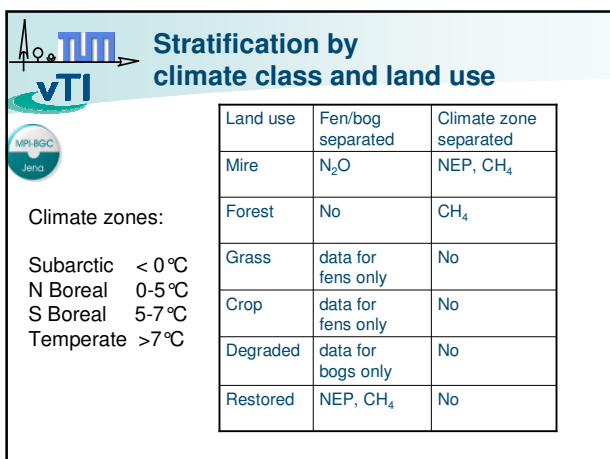 TUM
vTI
MPI-BGC
Jena
Stratification by
climate class and land use
Climate zones:
Subarctic < 0°C
N Boreal 0-5°C
S Boreal 5-7°C
Temperate >7°C
Land use Fen/bog separated Climate zone separated
Mire N₂O NEP, CH₄
Forest No CH₄
Grass data for fens only No
Crop data for fens only No
Degraded data for bogs only No
Restored NEP, CH₄ No